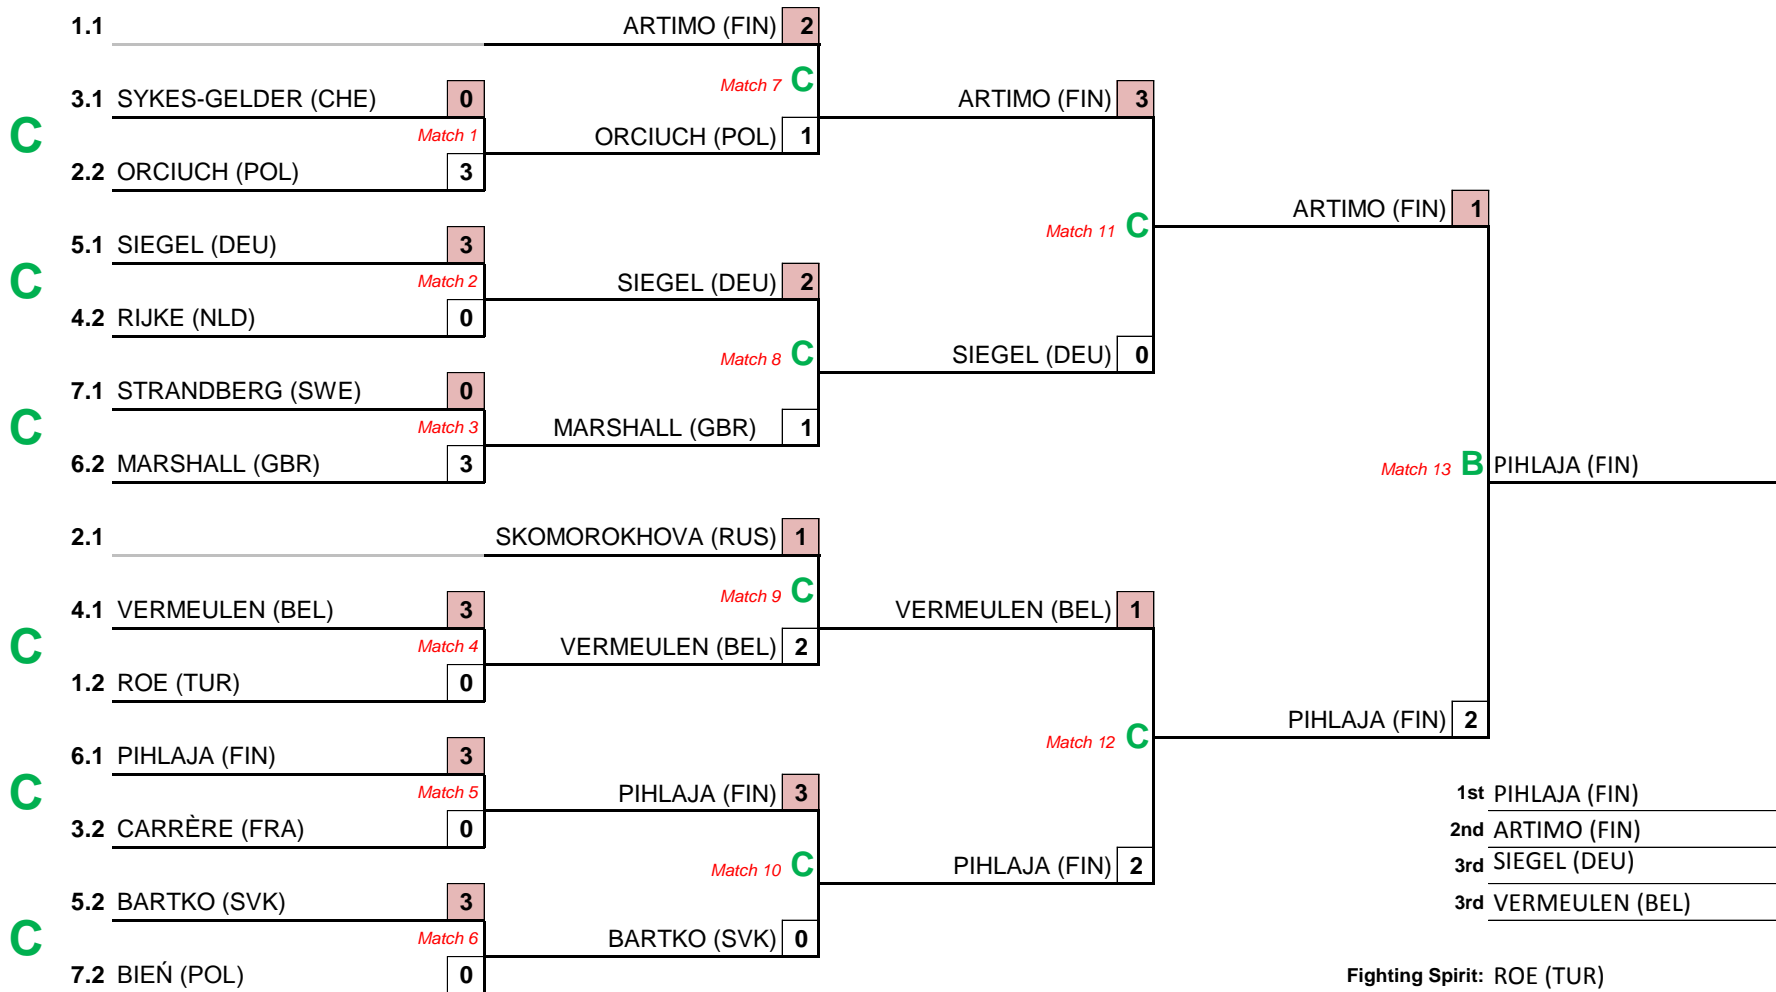 1.1 ARTIMO (FIN) 2
Match 7 C
3.1 SYKES-GELDER (CHE) 0 ARTIMO (FIN) 3
C Match 1 ORCIUCH (POL) 1
2.2 ORCIUCH (POL) 3
ARTIMO (FIN) 1
Match 11 C
5.1 SIEGEL (DEU) 3
C Match 2 SIEGEL (DEU) 2
4.2 RIJKE (NLD) 0
Match 8 C SIEGEL (DEU) 0
7.1 STRANDBERG (SWE) 0
C Match 3 MARSHALL (GBR) 1
6.2 MARSHALL (GBR) 3
Match 13 B PIHLAJA (FIN)
2.1 SKOMOROKHOVA (RUS) 1
Match 9 C
4.1 VERMEULEN (BEL) 3 VERMEULEN (BEL) 1
C Match 4 VERMEULEN (BEL) 2
1.2 ROE (TUR) 0
PIHLAJA (FIN) 2
Match 12 C
6.1 PIHLAJA (FIN) 3
C Match 5 PIHLAJA (FIN) 3 1st PIHLAJA (FIN)
3.2 CARRÈRE (FRA) 0 2nd ARTIMO (FIN)
Match 10 C PIHLAJA (FIN) 2 3rd SIEGEL (DEU)
5.2 BARTKO (SVK) 3 3rd VERMEULEN (BEL)
C Match 6 BARTKO (SVK) 0
7.2 BIEŃ (POL) 0 Fighting Spirit: ROE (TUR)